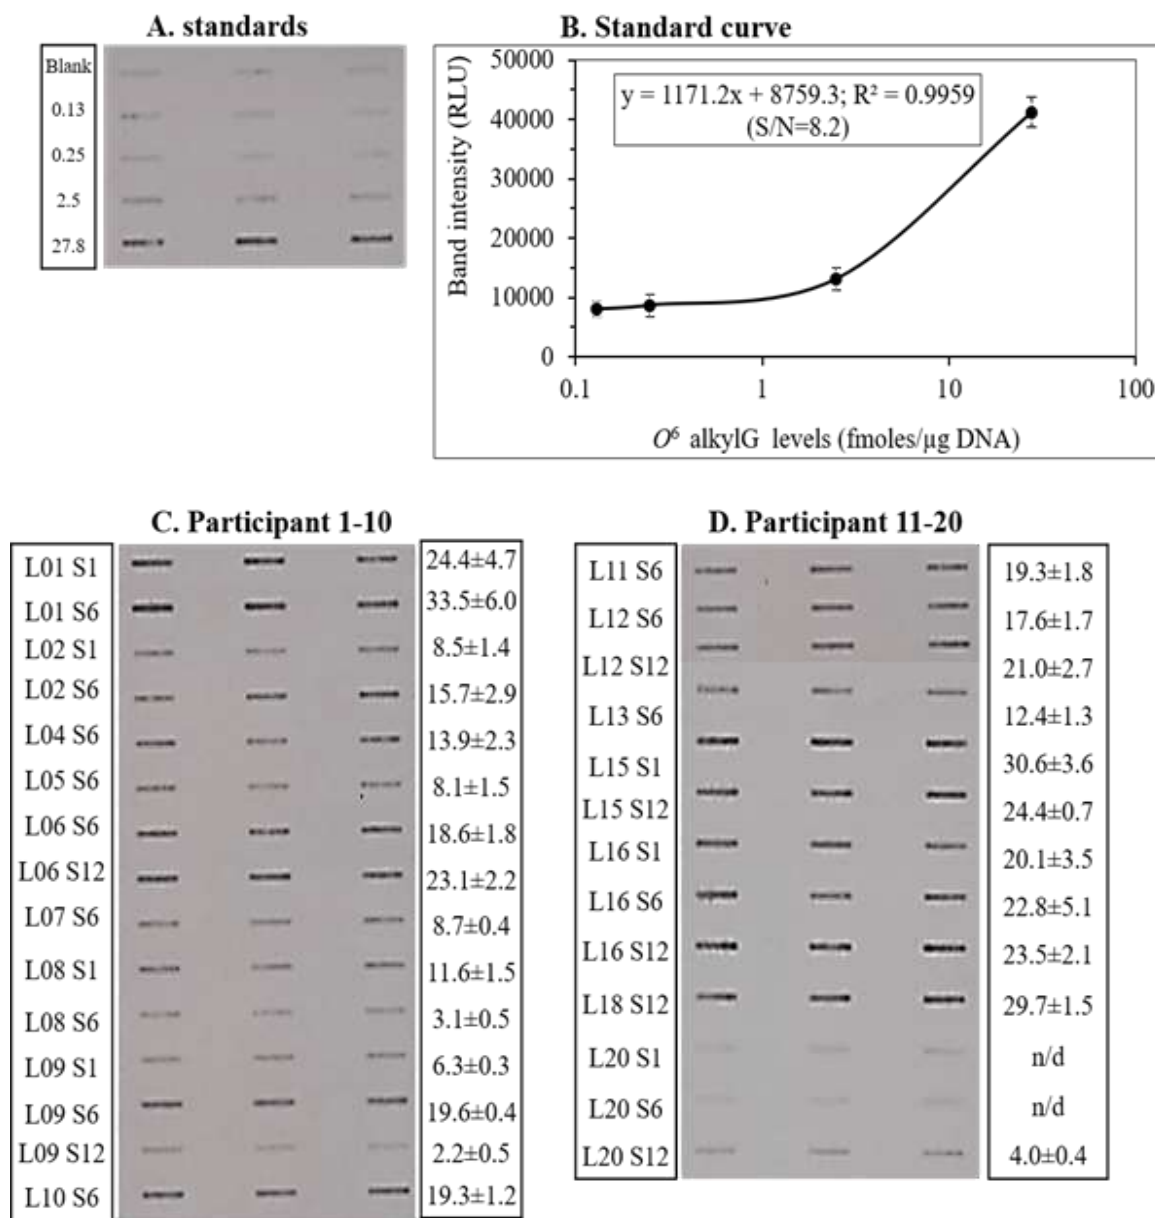 A. standards
Blank
0.13
0.25
2.5
27.8
B. Standard curve
50000
40000
30000
20000
10000
0
Band intensity (RLU)
y = 1171.2x + 8759.3; R² = 0.9959
(S/N=8.2)
0.1 1 10 100
O⁶ alkylG levels (fmoles/µg DNA)
C. Participant 1-10
L01 S1 24.4±4.7
L01 S6 33.5±6.0
L02 S1 8.5±1.4
L02 S6 15.7±2.9
L04 S6 13.9±2.3
L05 S6 8.1±1.5
L06 S6 18.6±1.8
L06 S12 23.1±2.2
L07 S6 8.7±0.4
L08 S1 11.6±1.5
L08 S6 3.1±0.5
L09 S1 6.3±0.3
L09 S6 19.6±0.4
L09 S12 2.2±0.5
L10 S6 19.3±1.2
D. Participant 11-20
L11 S6 19.3±1.8
L12 S6 17.6±1.7
L12 S12 21.0±2.7
L13 S6 12.4±1.3
L15 S1 30.6±3.6
L15 S12 24.4±0.7
L16 S1 20.1±3.5
L16 S6 22.8±5.1
L16 S12 23.5±2.1
L18 S12 29.7±1.5
L20 S1 n/d
L20 S6 n/d
L20 S12 4.0±0.4